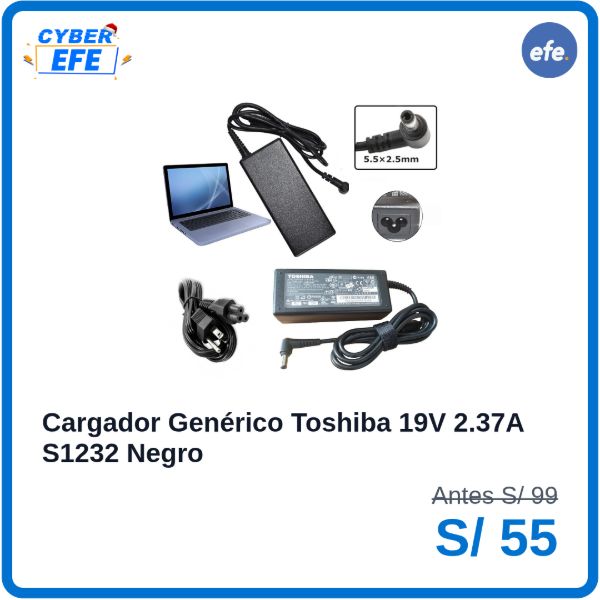 CYBER
EFE
efe.
5.5×2.5mm
TOSHIBA
Cargador Genérico Toshiba 19V 2.37A
S1232 Negro
Antes S/ 99
S/ 55